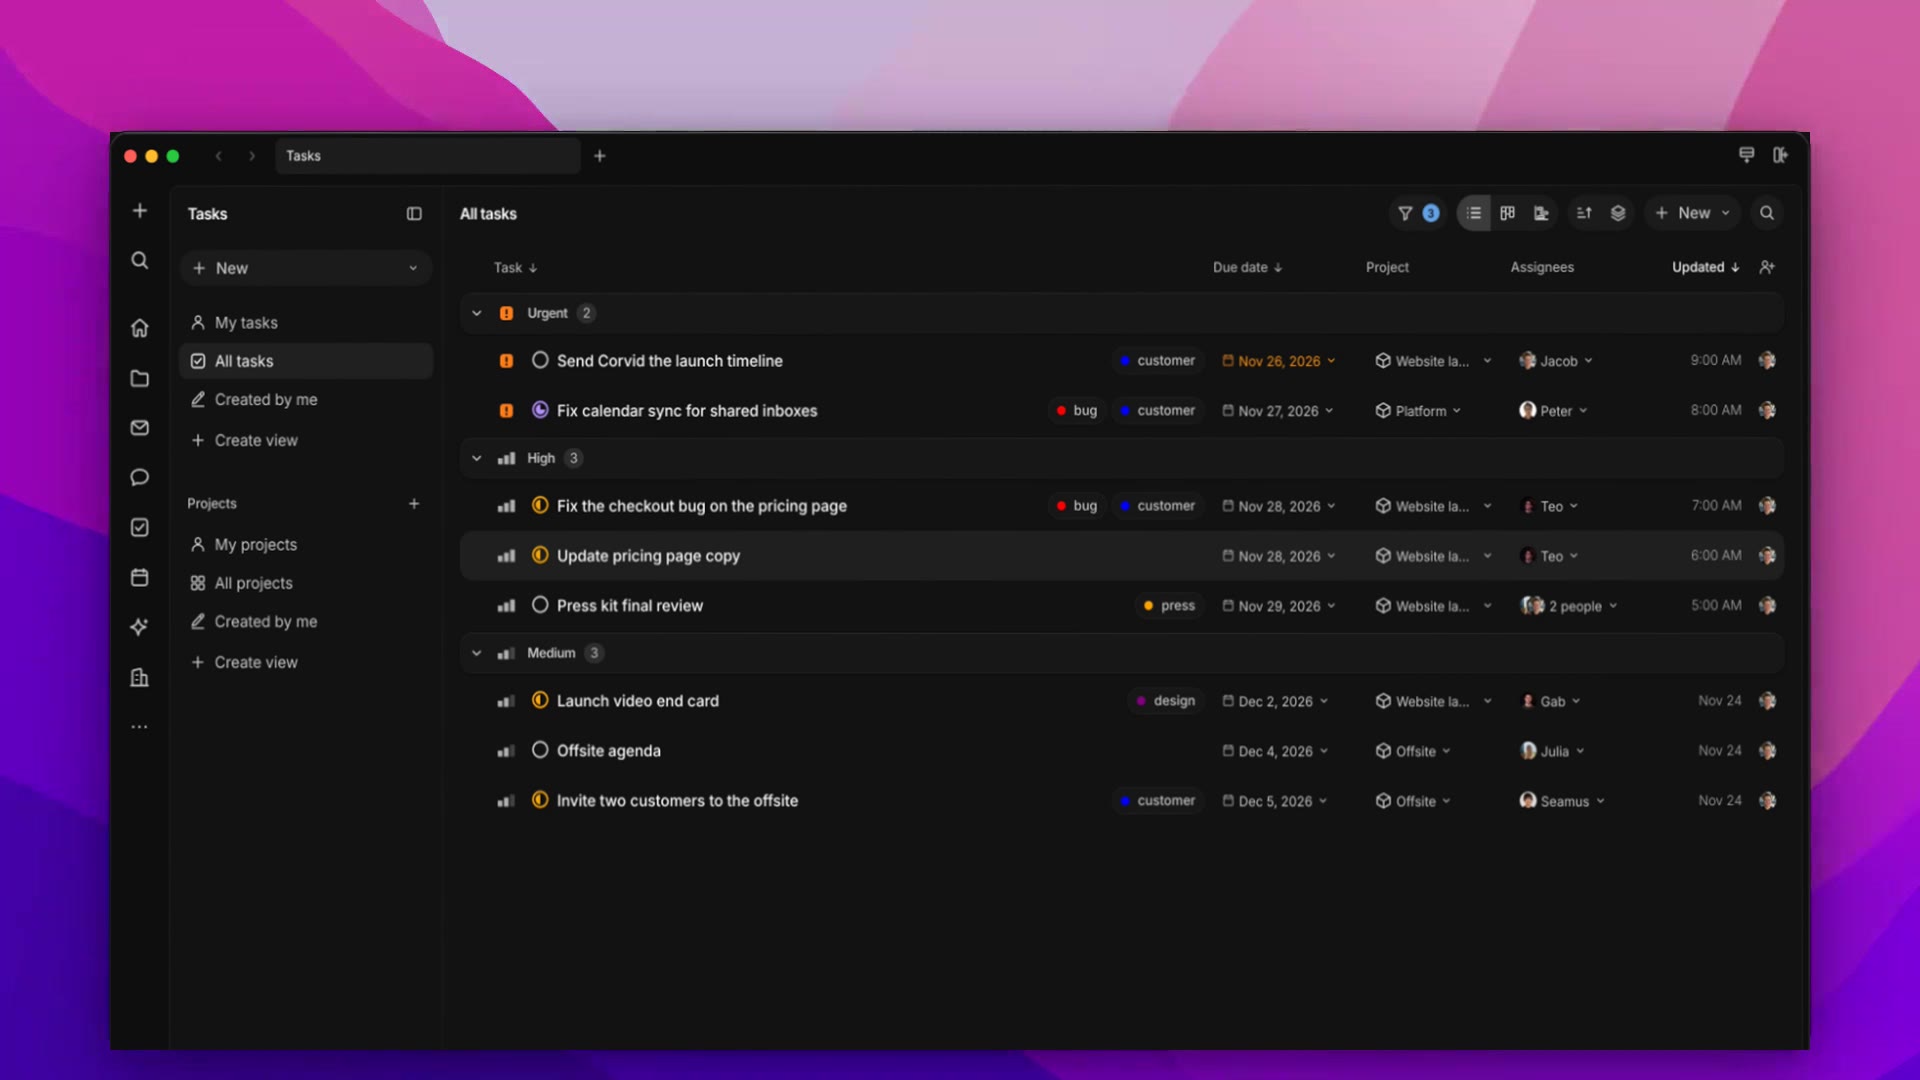 Tasks
Tasks
New
My tasks
All tasks
Created by me
Create view
Projects
My projects
All projects
Created by me
Create view
All tasks
3
New
Task Due date Project Assignees Updated
Urgent 2
Send Corvid the launch timeline customer Nov 26, 2026 Website la... Jacob 9:00 AM
Fix calendar sync for shared inboxes bug customer Nov 27, 2026 Platform Peter 8:00 AM
High 3
Fix the checkout bug on the pricing page bug customer Nov 28, 2026 Website la... Teo 7:00 AM
Update pricing page copy Nov 28, 2026 Website la... Teo 6:00 AM
Press kit final review press Nov 29, 2026 Website la... 2 people 5:00 AM
Medium 3
Launch video end card design Dec 2, 2026 Website la... Gab Nov 24
Offsite agenda Dec 4, 2026 Offsite Julia Nov 24
Invite two customers to the offsite customer Dec 5, 2026 Offsite Seamus Nov 24